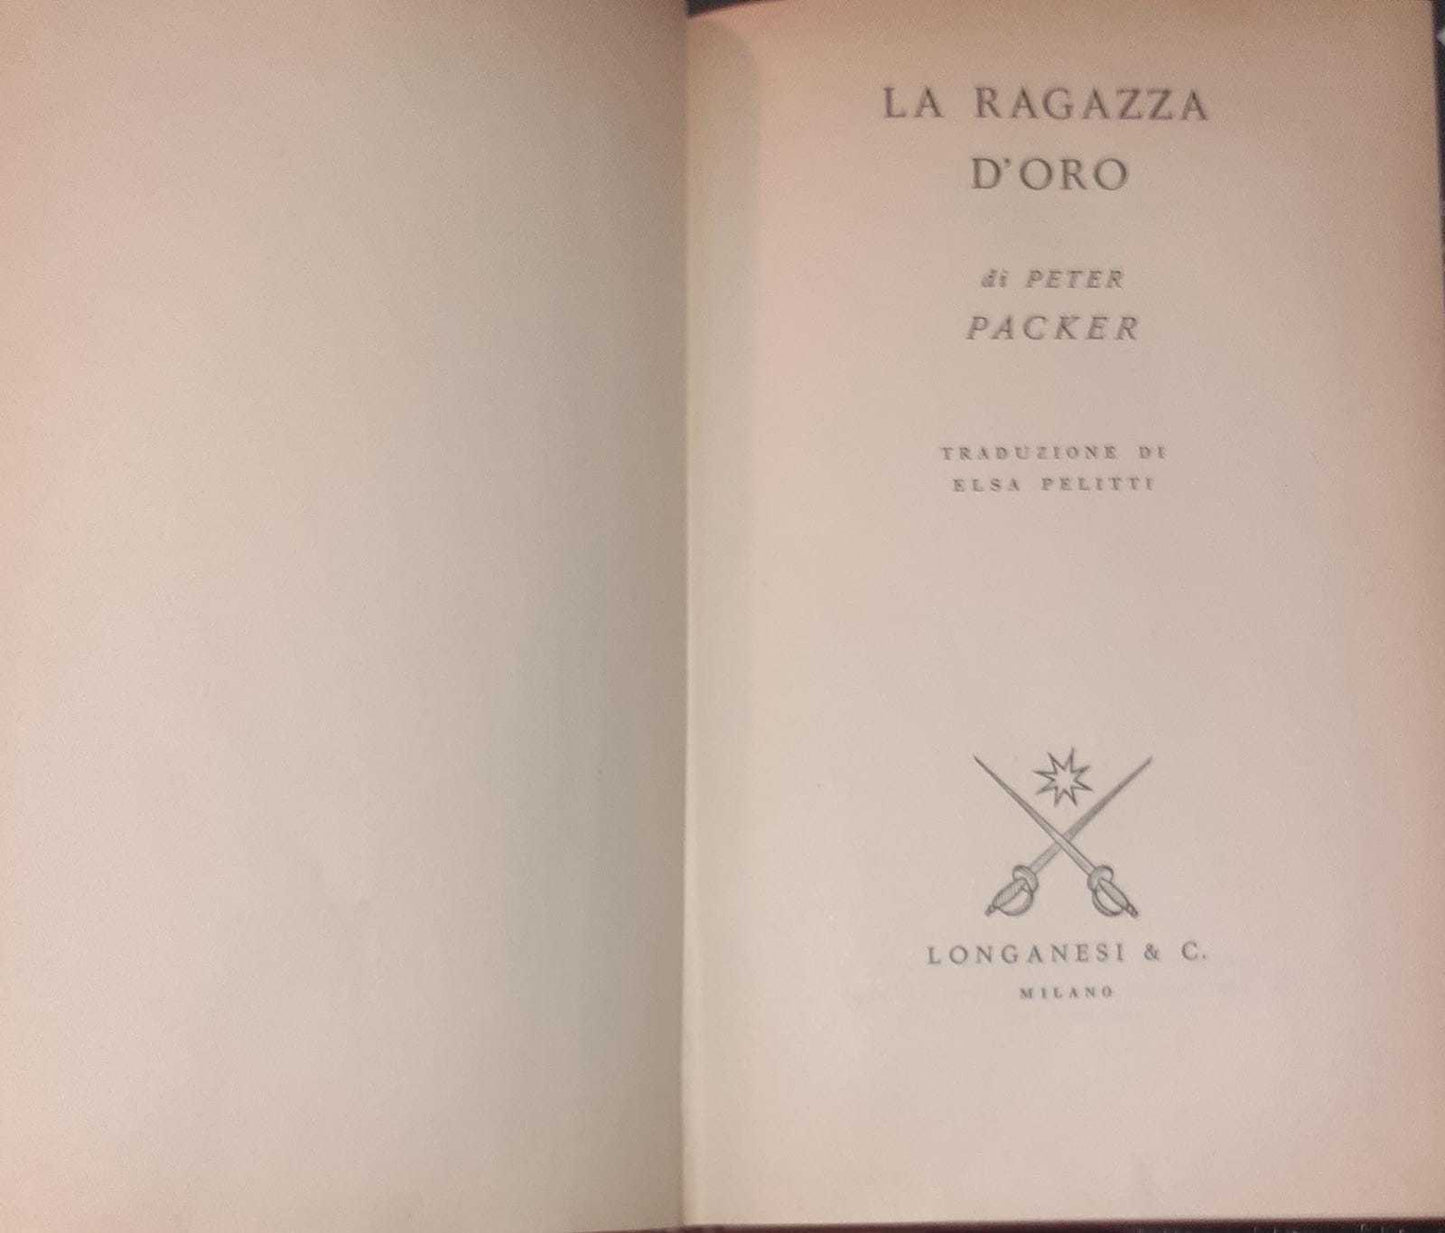 LA RAGAZZA
D'ORO
di PETER
PACKER
TRADUZIONE DI
ELSA PELITTI
LONGANESI & C.
MILANO